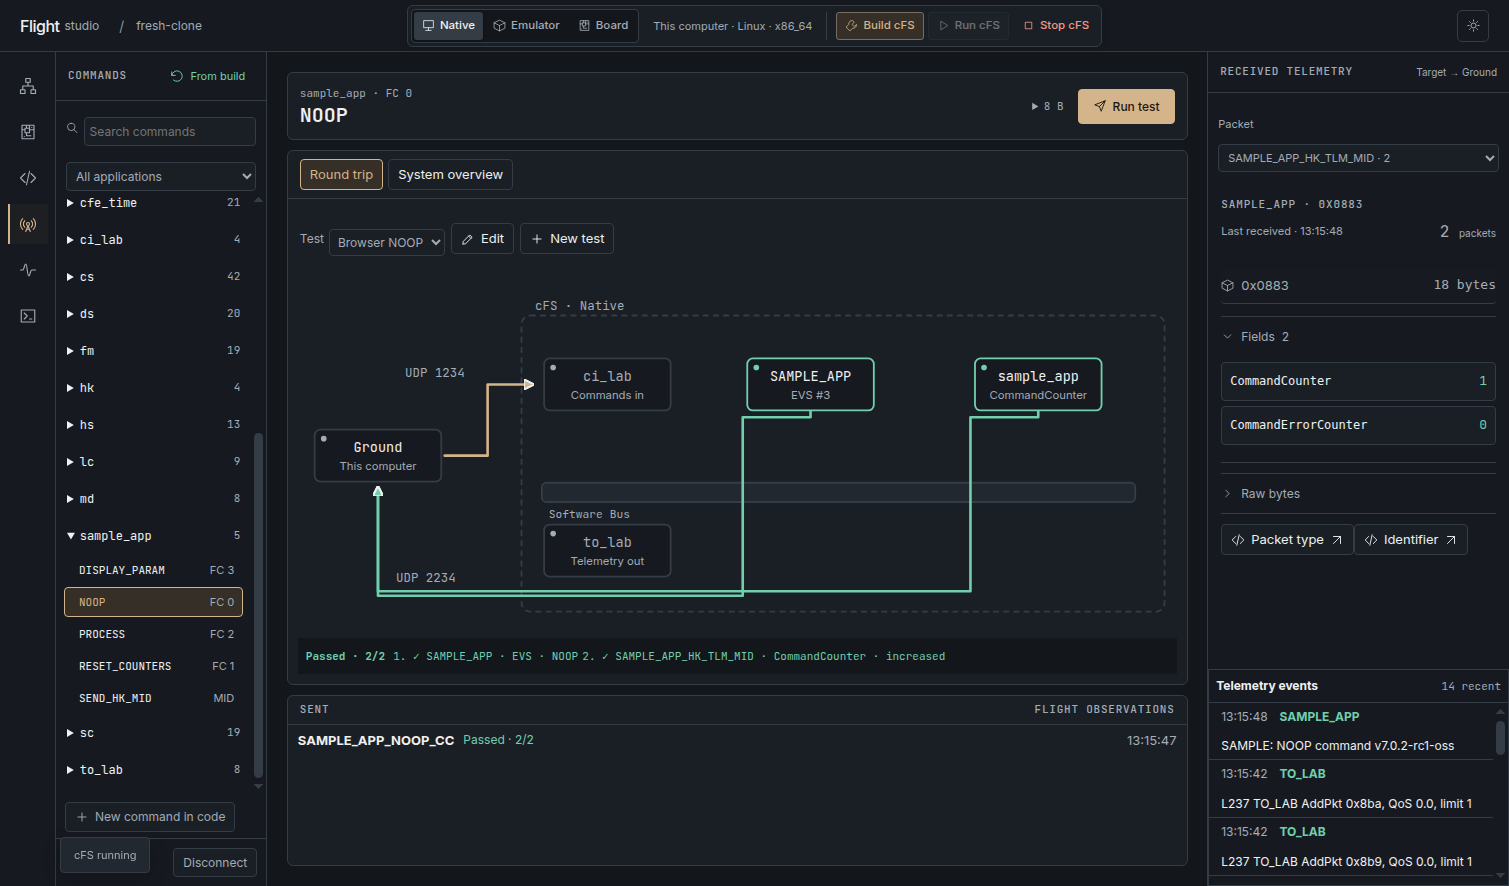 Flight studio / fresh-clone
Native Emulator Board This computer · Linux · x86_64 Build cFS Run cFS Stop cFS
COMMANDS From build
Search commands
All applications
cfe_time 21
ci_lab 4
cs 42
ds 20
fm 19
hk 4
hs 13
lc 9
md 8
sample_app 5
DISPLAY_PARAM FC 3
NOOP FC 0
PROCESS FC 2
RESET_COUNTERS FC 1
SEND_HK_MID MID
sc 19
to_lab 8
New command in code
cFS running
Disconnect
sample_app · FC 0
NOOP
8 B
Run test
Round trip System overview
Test Browser NOOP Edit New test
cFS · Native
UDP 1234
ci_lab
Commands in
SAMPLE_APP
EVS #3
sample_app
CommandCounter
Ground
This computer
Software Bus
to_lab
Telemetry out
UDP 2234
Passed · 2/2 1. ✓ SAMPLE_APP · EVS · NOOP 2. ✓ SAMPLE_APP_HK_TLM_MID · CommandCounter · increased
SENT FLIGHT OBSERVATIONS
SAMPLE_APP_NOOP_CC Passed · 2/2 13:15:47
RECEIVED TELEMETRY Target → Ground
Packet
SAMPLE_APP_HK_TLM_MID · 2
SAMPLE_APP · 0X0883
Last received · 13:15:48 2 packets
0x0883 18 bytes
Fields 2
CommandCounter 1
CommandErrorCounter 0
Raw bytes
Packet type Identifier
Telemetry events 14 recent
13:15:48 SAMPLE_APP
SAMPLE: NOOP command v7.0.2-rc1-oss
13:15:42 TO_LAB
L237 TO_LAB AddPkt 0x8ba, QoS 0.0, limit 1
13:15:42 TO_LAB
L237 TO_LAB AddPkt 0x8b9, QoS 0.0, limit 1